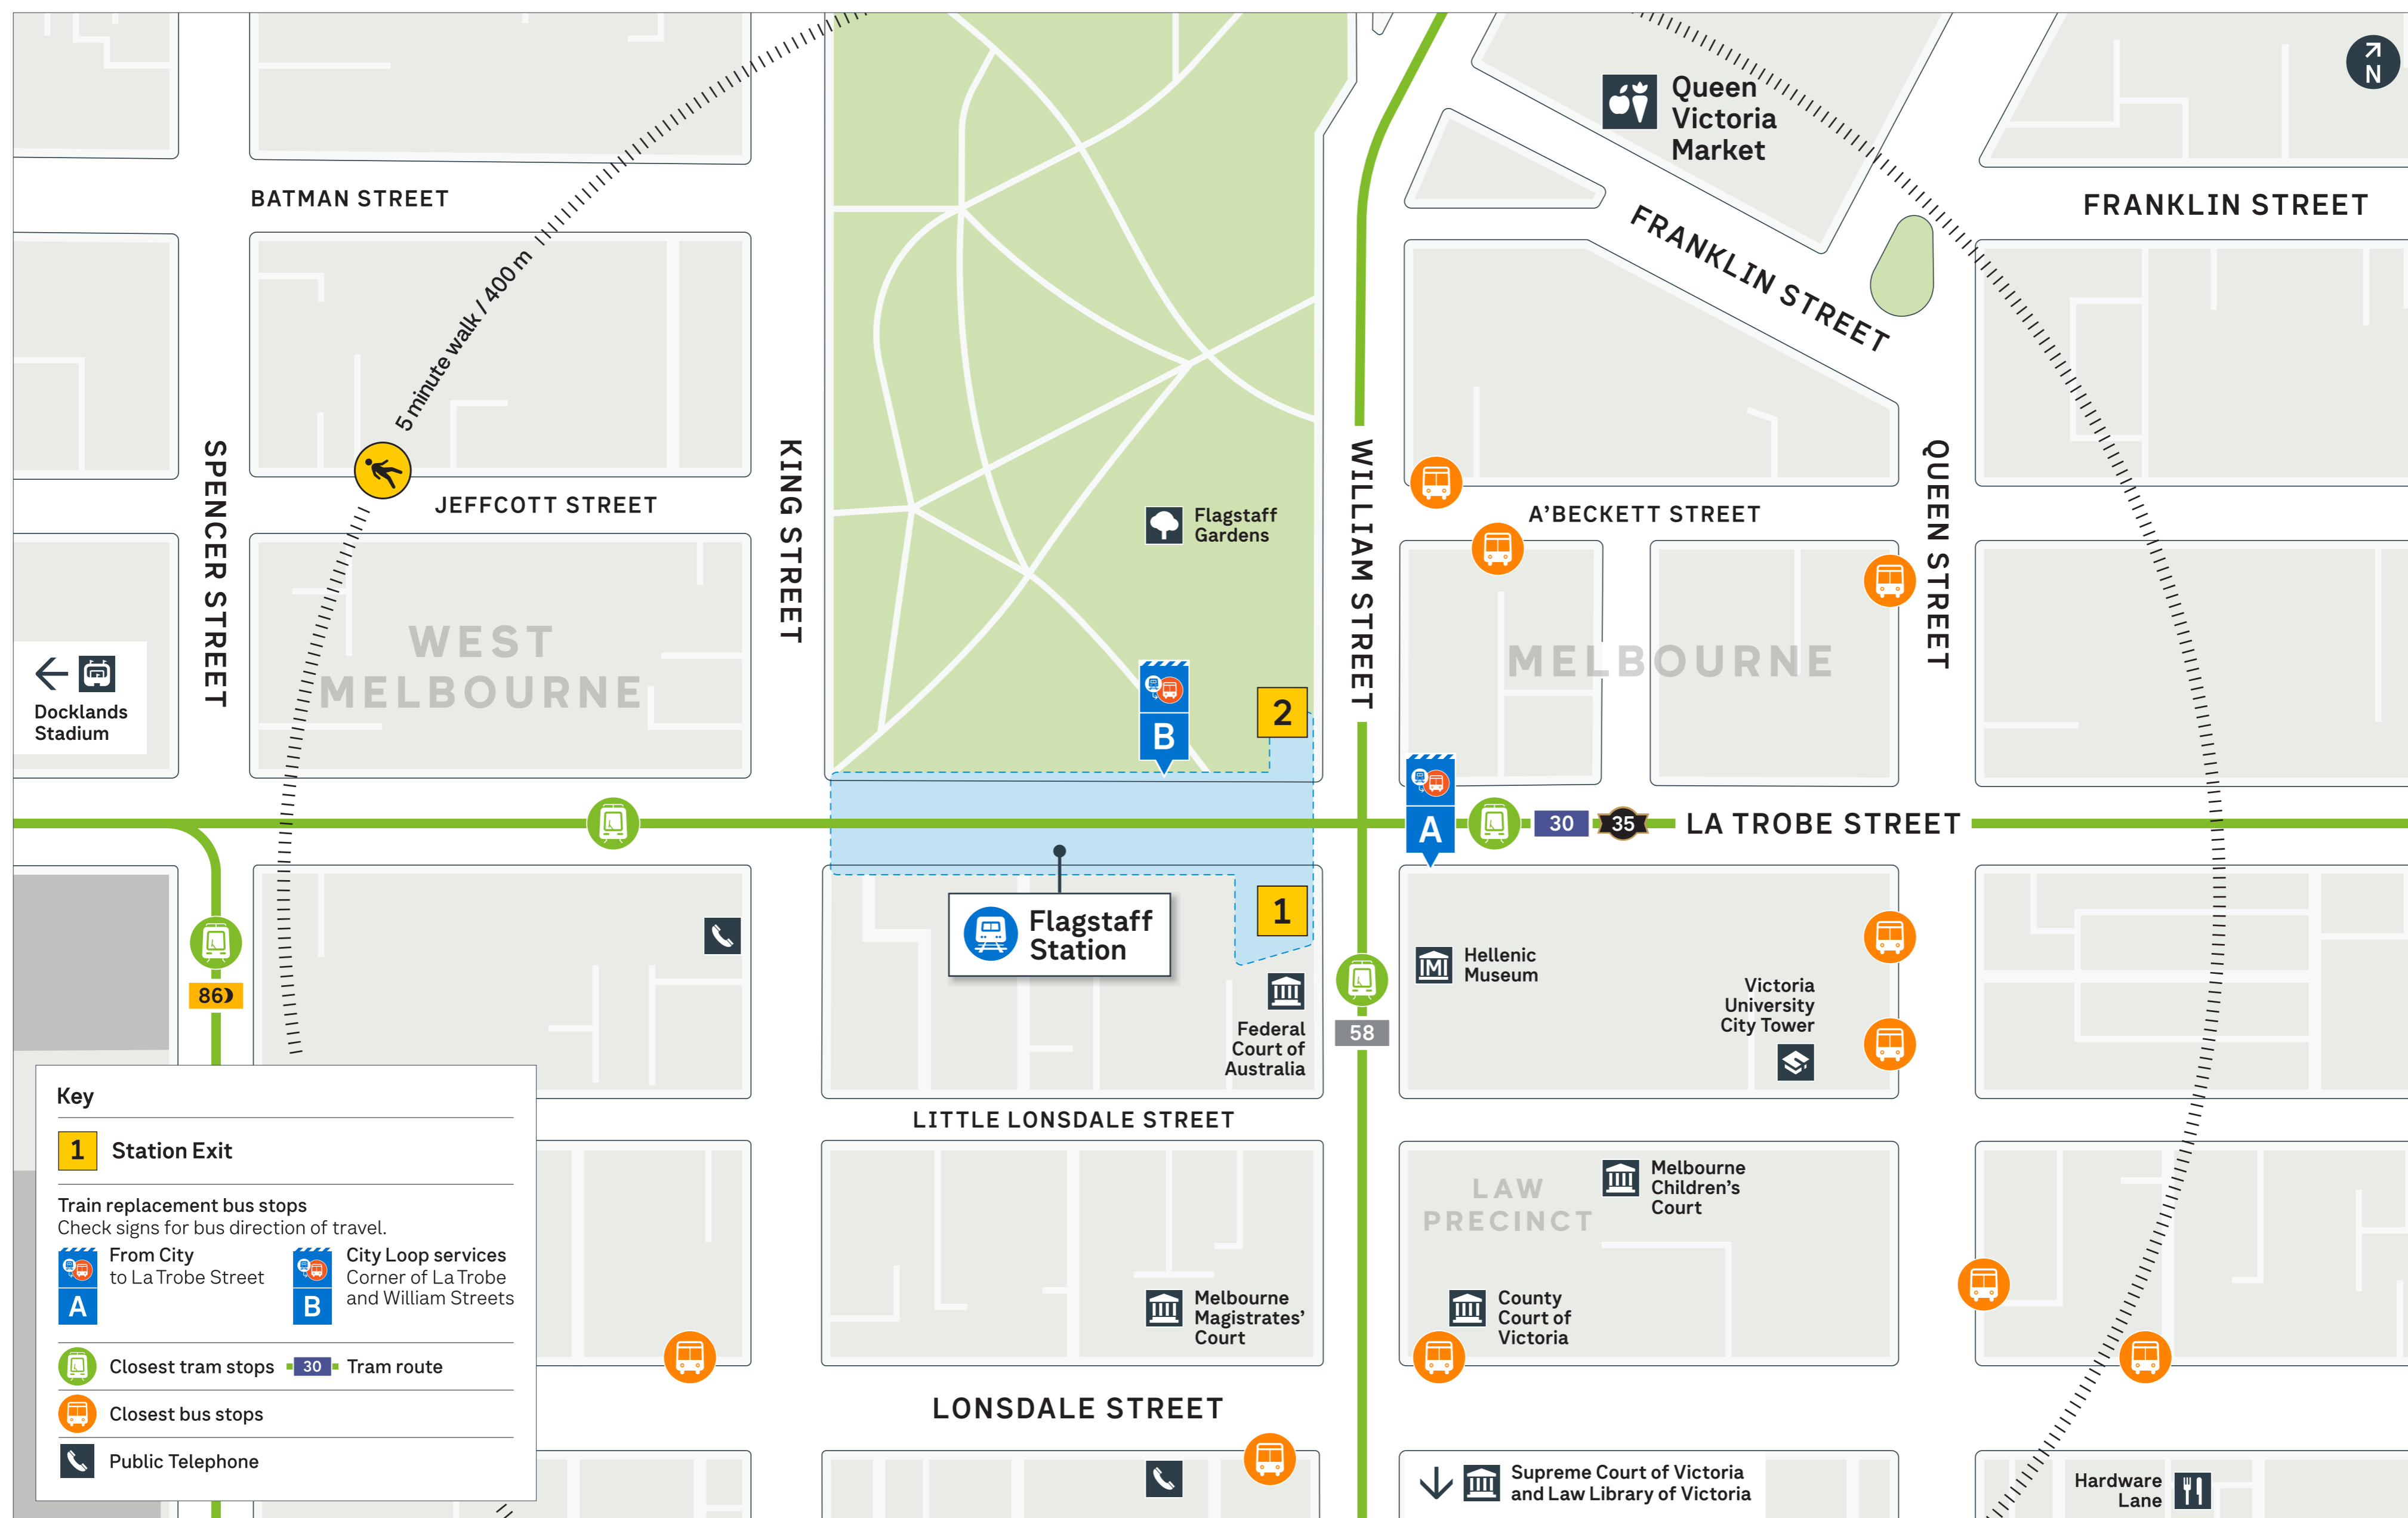 N
Queen
Victoria
Market
BATMAN STREET
FRANKLIN STREET
FRANKLIN STREET
5 minute walk / 400 m
SPENCER STREET
KING STREET
WILLIAM STREET
QUEEN STREET
JEFFCOTT STREET
Flagstaff
Gardens
A'BECKETT STREET
WEST
MELBOURNE
MELBOURNE
Docklands
Stadium
2
B
A
30
35
LA TROBE STREET
1
Flagstaff
Station
86
58
Hellenic
Museum
Victoria
University
City Tower
Federal
Court of
Australia
LITTLE LONSDALE STREET
LAW
PRECINCT
Melbourne
Children's
Court
Melbourne
Magistrates'
Court
County
Court of
Victoria
LONSDALE STREET
Supreme Court of Victoria
and Law Library of Victoria
Hardware
Lane
Key
1 Station Exit
Train replacement bus stops
Check signs for bus direction of travel.
A
From City
to La Trobe Street
B
City Loop services
Corner of La Trobe
and William Streets
Closest tram stops
30 Tram route
Closest bus stops
Public Telephone